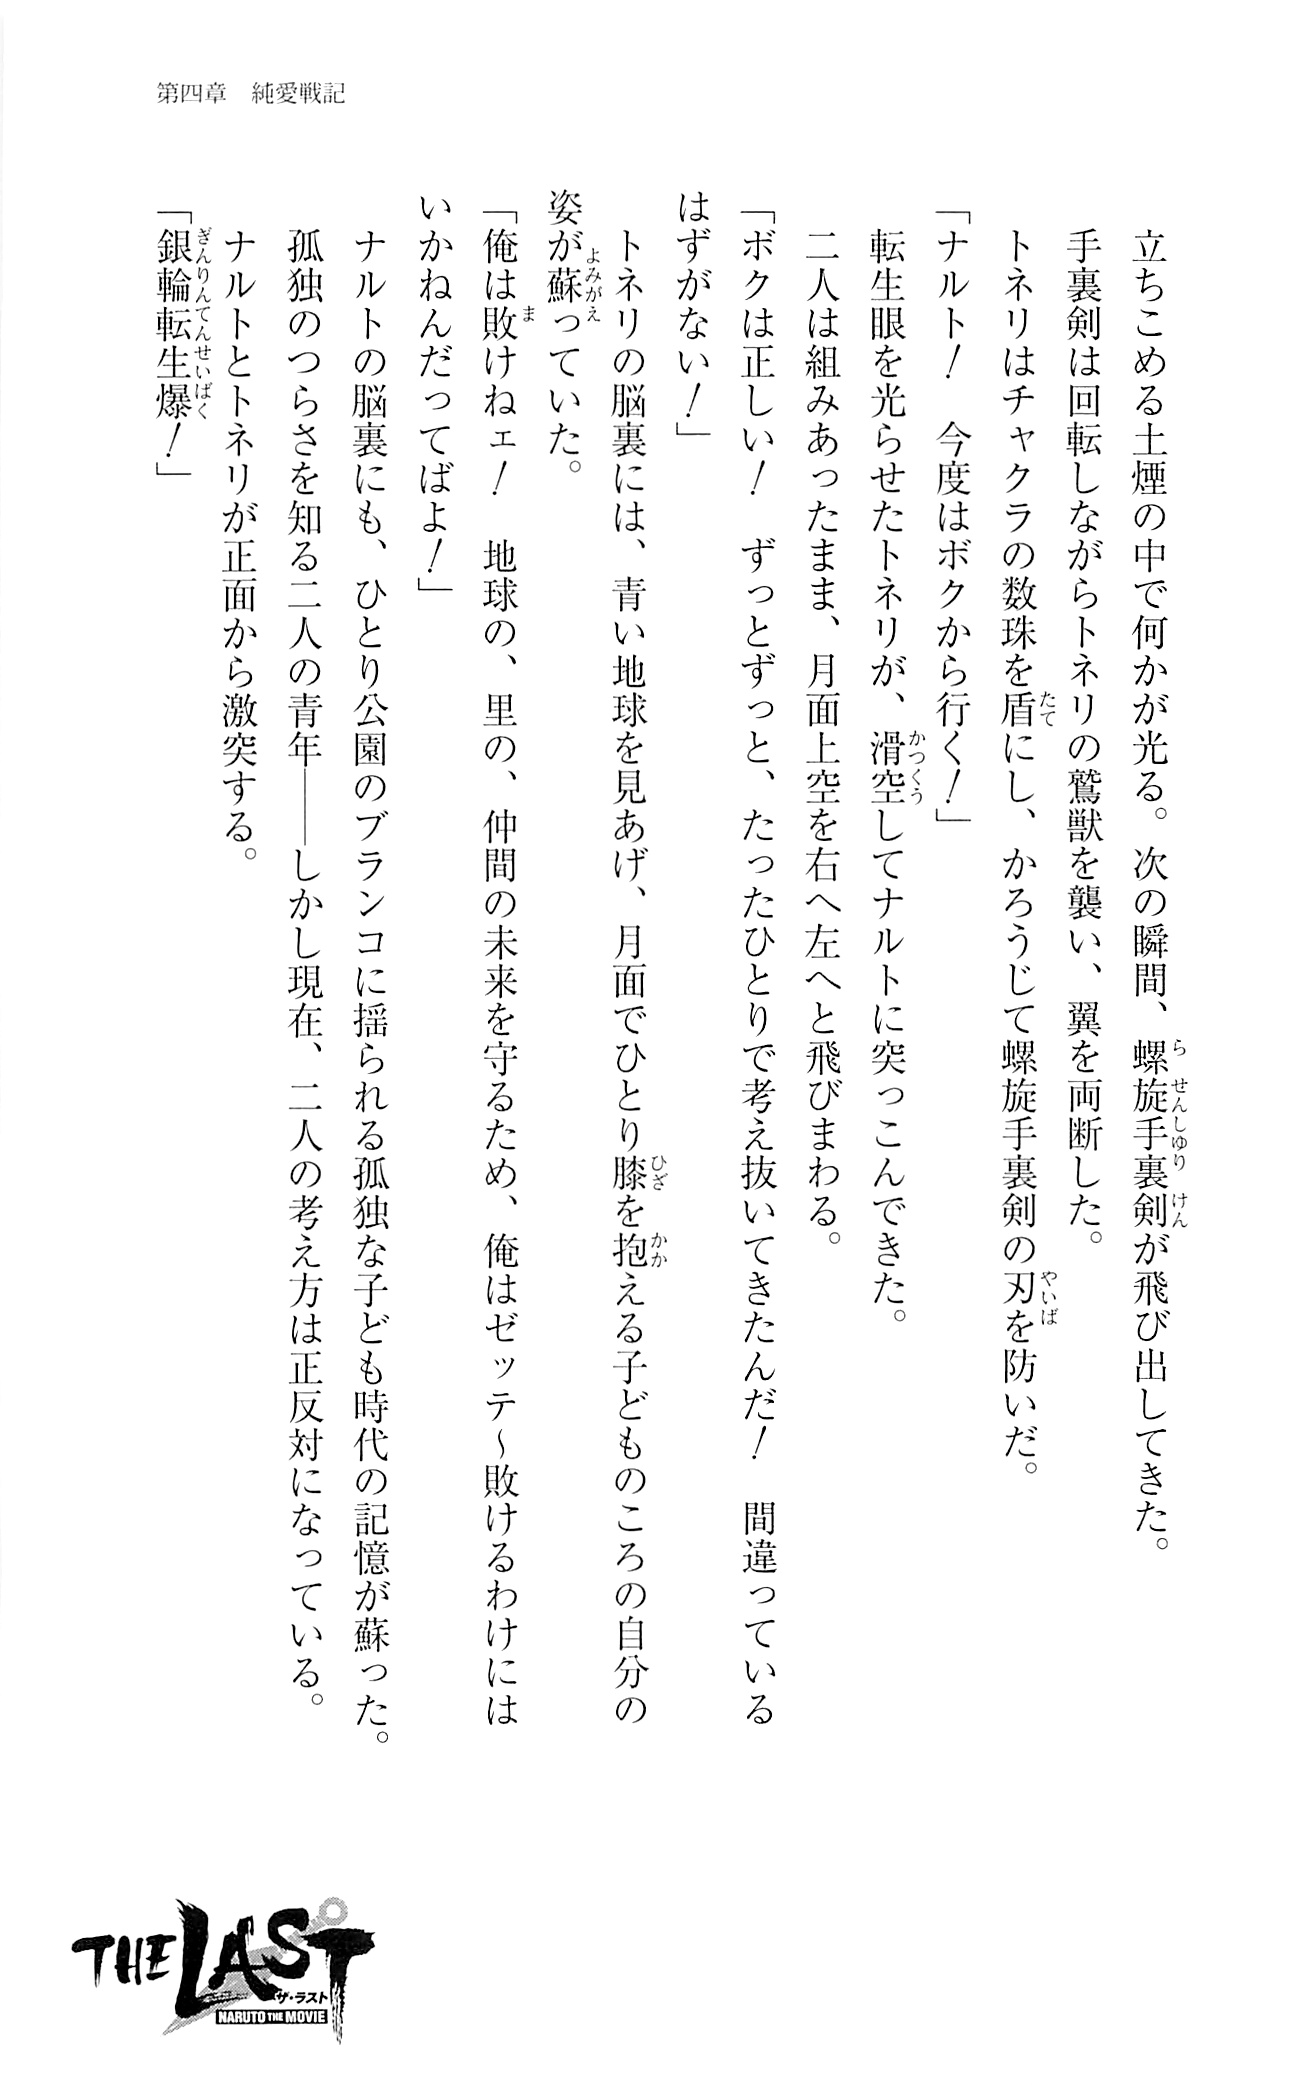 第四章　純愛戦記
立ちこめる土煙の中で何かが光る。次の瞬間、螺旋手裏剣が飛び出してきた。
手裏剣は回転しながらトネリの鷲獣を襲い、翼を両断した。
トネリはチャクラの数珠を盾にし、かろうじて螺旋手裏剣の刃を防いだ。
「ナルト！　今度はボクから行く！」
転生眼を光らせたトネリが、滑空してナルトに突っこんできた。
二人は組みあったまま、月面上空を右へ左へと飛びまわる。
「ボクは正しい！　ずっとずっと、たったひとりで考え抜いてきたんだ！　間違っている
はずがない！」
トネリの脳裏には、青い地球を見あげ、月面でひとり膝を抱える子どものころの自分の
姿が蘇っていた。
「俺は敗けねェ！　地球の、里の、仲間の未来を守るため、俺はゼッテ～敗けるわけには
いかねんだってばよ！」
ナルトの脳裏にも、ひとり公園のブランコに揺られる孤独な子ども時代の記憶が蘇った。
孤独のつらさを知る二人の青年――しかし現在、二人の考え方は正反対になっている。
ナルトとトネリが正面から激突する。
「銀輪転生爆！」
THE LAST
ザ・ラスト
NARUTO THE MOVIE